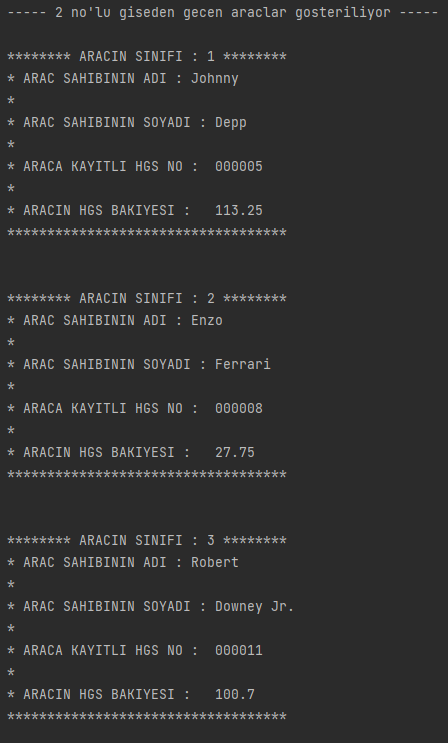 ----- 2 no'lu giseden gecen araclar gosteriliyor -----
******** ARACIN SINIFI : 1 ********
* ARAC SAHIBININ ADI : Johnny
*
* ARAC SAHIBININ SOYADI : Depp
*
* ARACA KAYITLI HGS NO :  000005
*
* ARACIN HGS BAKIYESI :   113.25
***********************************
******** ARACIN SINIFI : 2 ********
* ARAC SAHIBININ ADI : Enzo
*
* ARAC SAHIBININ SOYADI : Ferrari
*
* ARACA KAYITLI HGS NO :  000008
*
* ARACIN HGS BAKIYESI :   27.75
***********************************
******** ARACIN SINIFI : 3 ********
* ARAC SAHIBININ ADI : Robert
*
* ARAC SAHIBININ SOYADI : Downey Jr.
*
* ARACA KAYITLI HGS NO :  000011
*
* ARACIN HGS BAKIYESI :   100.7
***********************************